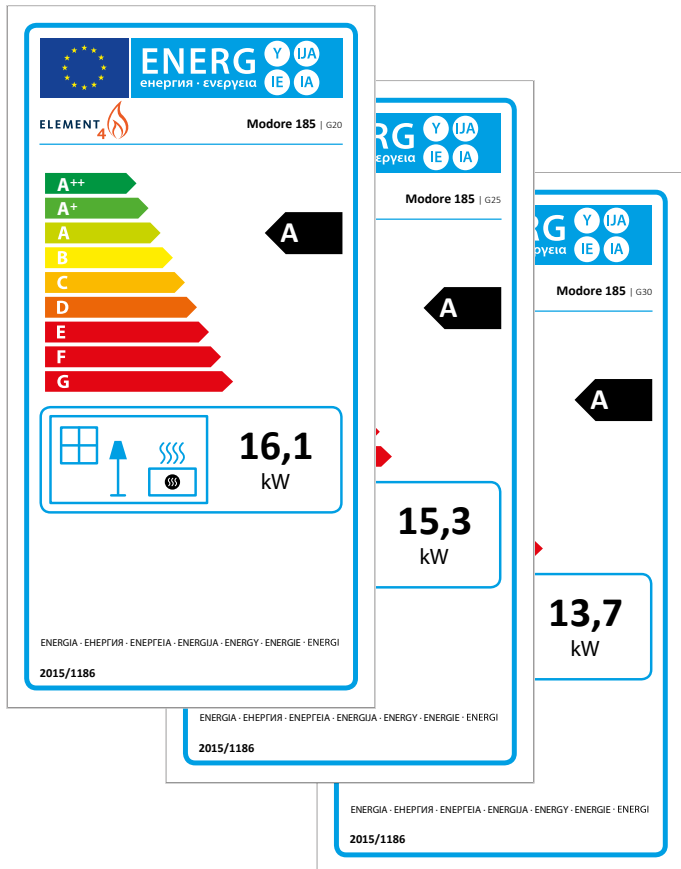 ENERG Y IJA
енергия · ενεργεια IE IA
ELEMENT4
Modore 185 | G20
A++
A+
A
B
C
D
E
F
G
A
16,1
kW
ENERGIA · ЕНЕРГИЯ · ΕΝΕΡΓΕΙΑ · ENERGIJA · ENERGY · ENERGIE · ENERGI
2015/1186
RG Y IJA
εργεια IE IA
Modore 185 | G25
A
15,3
kW
ENERGIA · ЕНЕРГИЯ · ΕΝΕΡΓΕΙΑ · ENERGIJA · ENERGY · ENERGIE · ENERGI
2015/1186
RG Y IJA
ργεια IE IA
Modore 185 | G30
A
13,7
kW
ENERGIA · ЕНЕРГИЯ · ΕΝΕΡΓΕΙΑ · ENERGIJA · ENERGY · ENERGIE · ENERGI
2015/1186